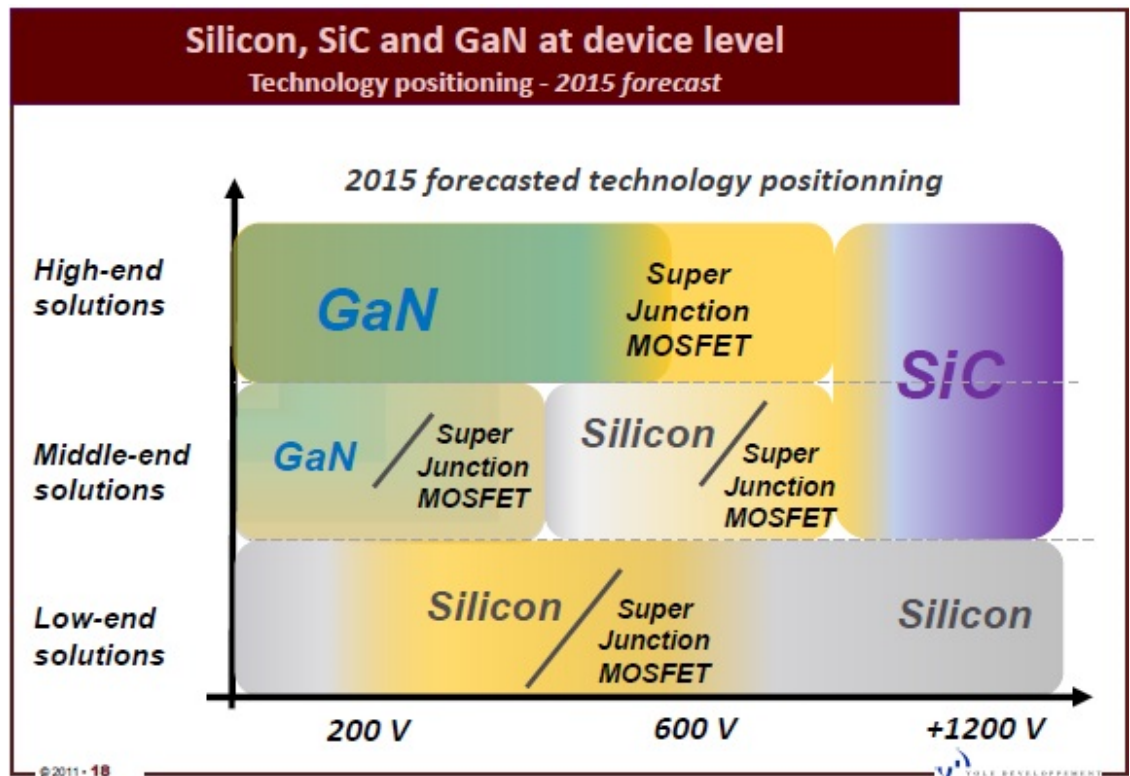 Silicon, SiC and GaN at device level
Technology positioning - 2015 forecast
2015 forecasted technology positionning
High-end
solutions
GaN
Super
Junction
MOSFET
SiC
Middle-end
solutions
GaN
Super
Junction
MOSFET
Silicon
Super
Junction
MOSFET
Low-end
solutions
Silicon
Super
Junction
MOSFET
Silicon
200 V
600 V
+1200 V
© 2011 • 18
YOLE DEVELOPPEMENT